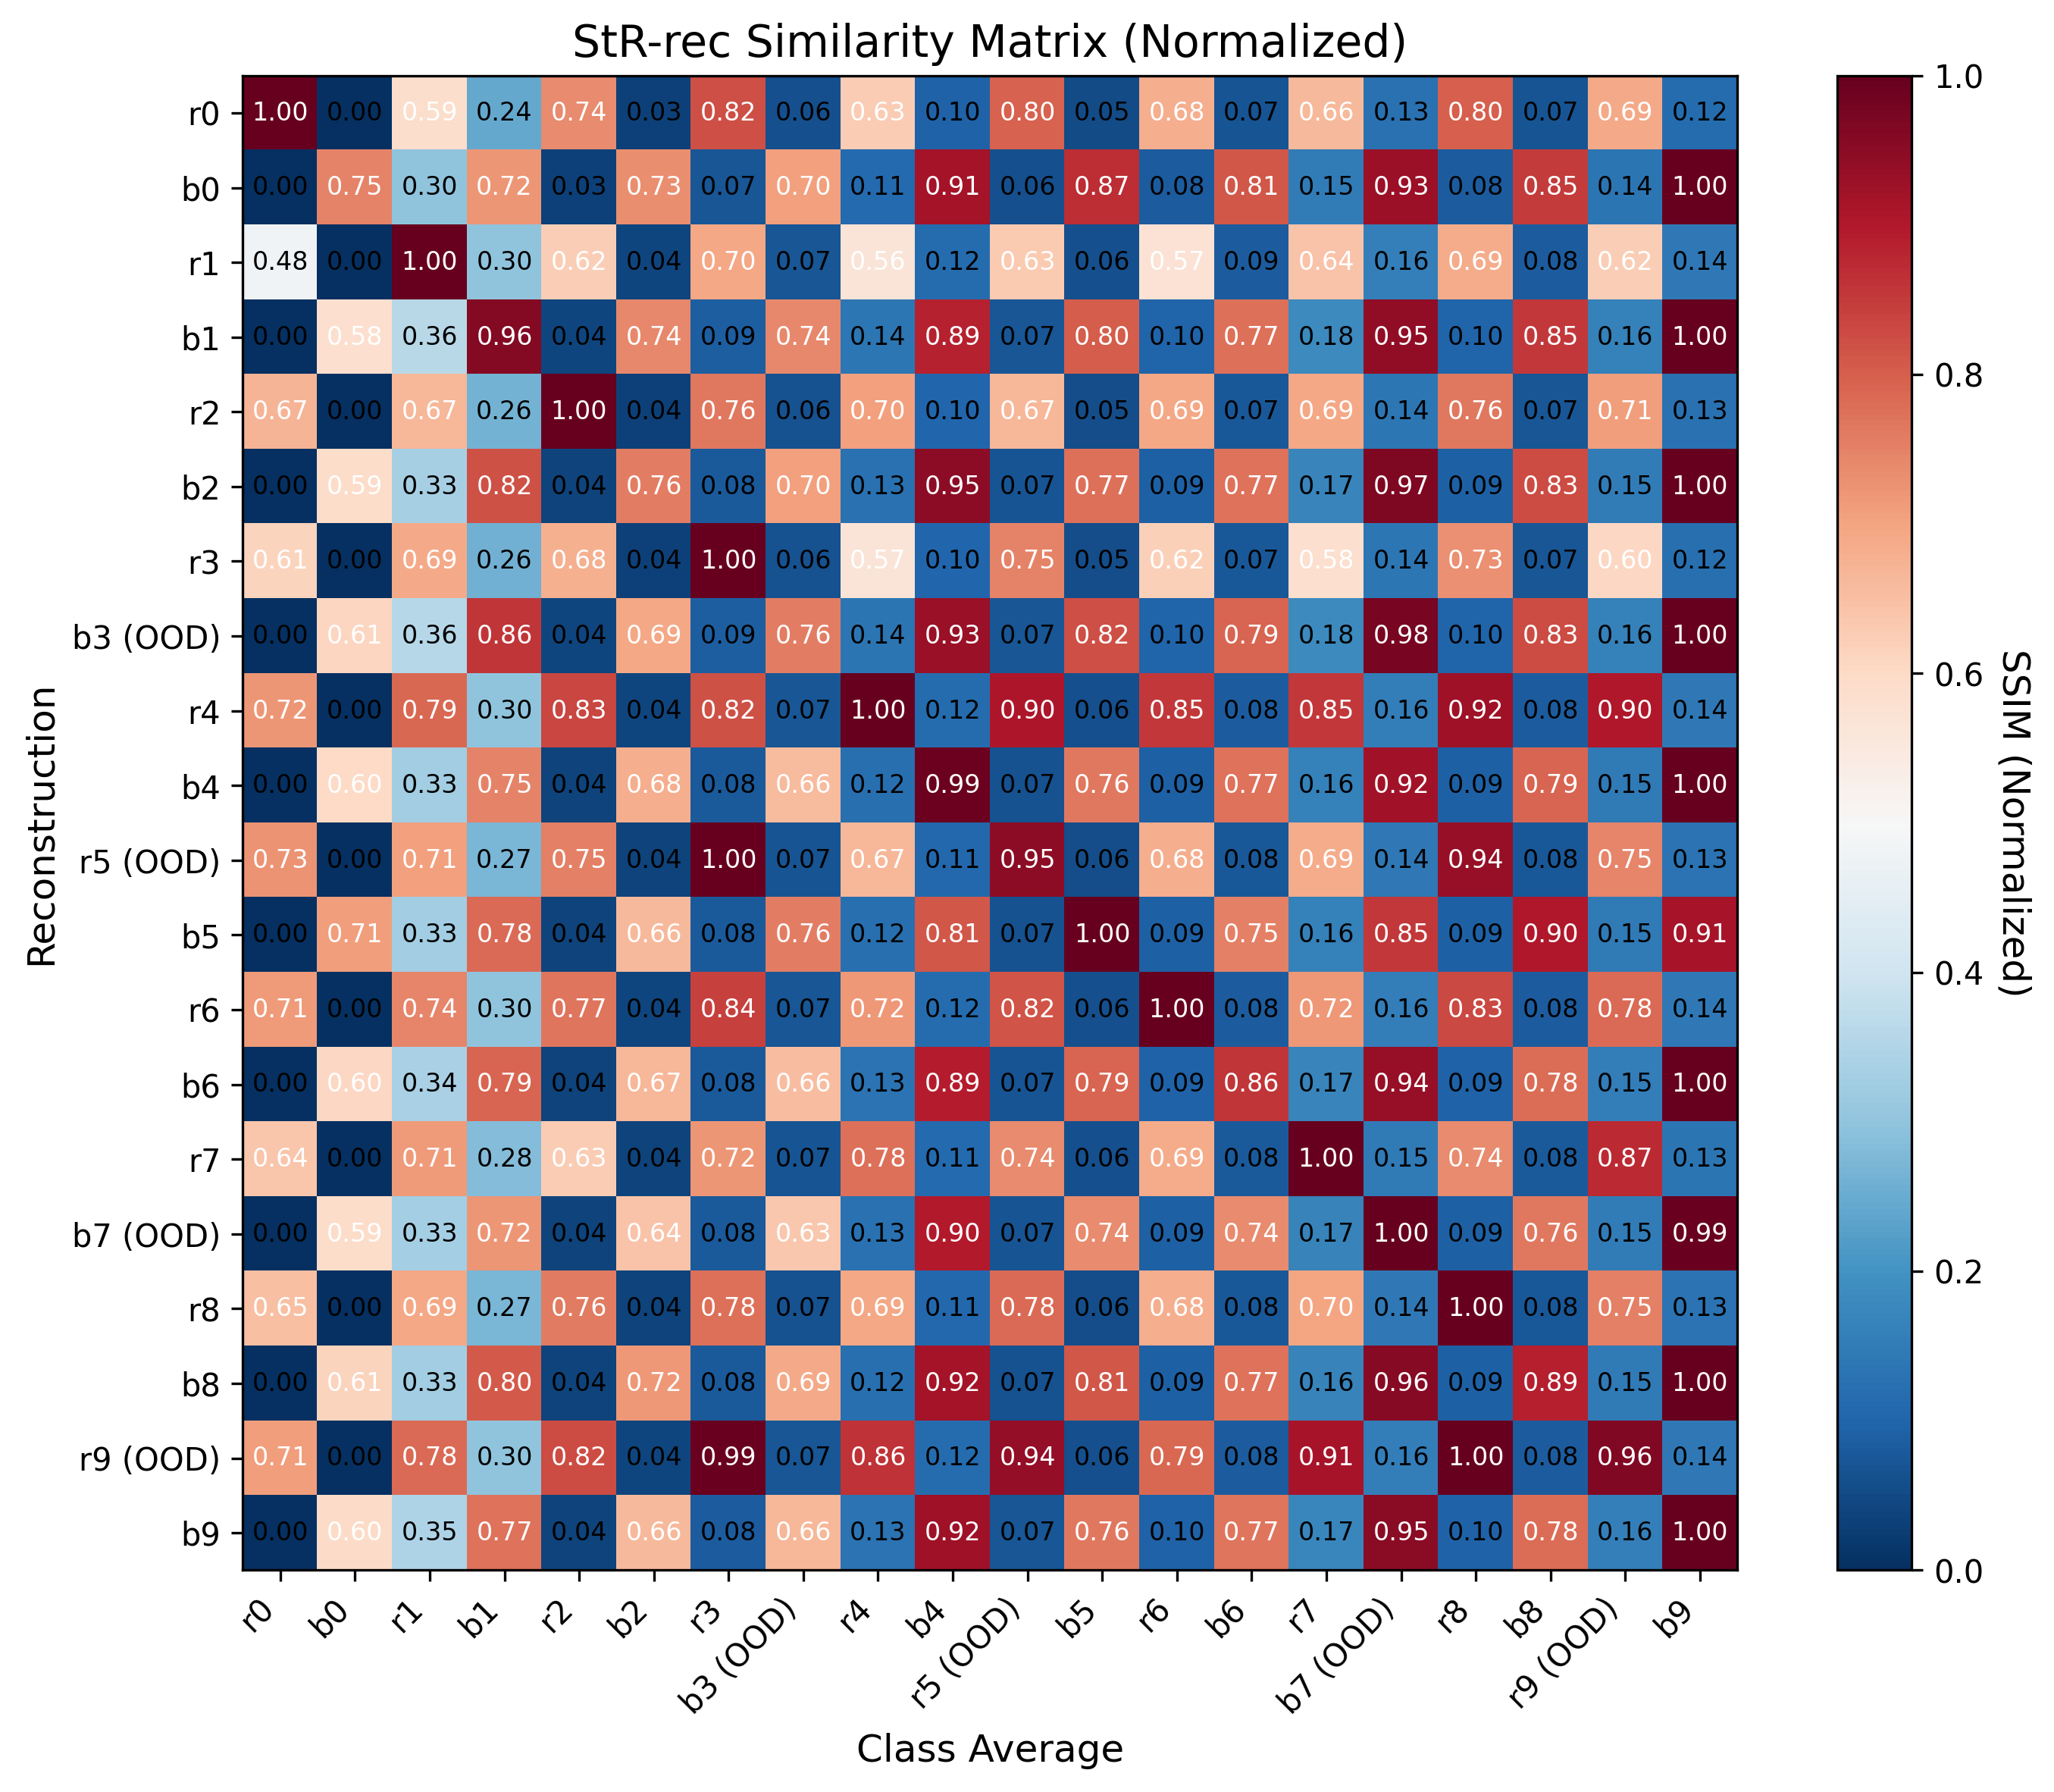 StR-rec Similarity Matrix (Normalized)
r0 1.00 0.00 0.59 0.24 0.74 0.03 0.82 0.06 0.63 0.10 0.80 0.05 0.68 0.07 0.66 0.13 0.80 0.07 0.69 0.12
b0 0.00 0.75 0.30 0.72 0.03 0.73 0.07 0.70 0.11 0.91 0.06 0.87 0.08 0.81 0.15 0.93 0.08 0.85 0.14 1.00
r1 0.48 0.00 1.00 0.30 0.62 0.04 0.70 0.07 0.56 0.12 0.63 0.06 0.57 0.09 0.64 0.16 0.69 0.08 0.62 0.14
b1 0.00 0.58 0.36 0.96 0.04 0.74 0.09 0.74 0.14 0.89 0.07 0.80 0.10 0.77 0.18 0.95 0.10 0.85 0.16 1.00
r2 0.67 0.00 0.67 0.26 1.00 0.04 0.76 0.06 0.70 0.10 0.67 0.05 0.69 0.07 0.69 0.14 0.76 0.07 0.71 0.13
b2 0.00 0.59 0.33 0.82 0.04 0.76 0.08 0.70 0.13 0.95 0.07 0.77 0.09 0.77 0.17 0.97 0.09 0.83 0.15 1.00
r3 0.61 0.00 0.69 0.26 0.68 0.04 1.00 0.06 0.57 0.10 0.75 0.05 0.62 0.07 0.58 0.14 0.73 0.07 0.60 0.12
b3 (OOD) 0.00 0.61 0.36 0.86 0.04 0.69 0.09 0.76 0.14 0.93 0.07 0.82 0.10 0.79 0.18 0.98 0.10 0.83 0.16 1.00
r4 0.72 0.00 0.79 0.30 0.83 0.04 0.82 0.07 1.00 0.12 0.90 0.06 0.85 0.08 0.85 0.16 0.92 0.08 0.90 0.14
b4 0.00 0.60 0.33 0.75 0.04 0.68 0.08 0.66 0.12 0.99 0.07 0.76 0.09 0.77 0.16 0.92 0.09 0.79 0.15 1.00
r5 (OOD) 0.73 0.00 0.71 0.27 0.75 0.04 1.00 0.07 0.67 0.11 0.95 0.06 0.68 0.08 0.69 0.14 0.94 0.08 0.75 0.13
b5 0.00 0.71 0.33 0.78 0.04 0.66 0.08 0.76 0.12 0.81 0.07 1.00 0.09 0.75 0.16 0.85 0.09 0.90 0.15 0.91
r6 0.71 0.00 0.74 0.30 0.77 0.04 0.84 0.07 0.72 0.12 0.82 0.06 1.00 0.08 0.72 0.16 0.83 0.08 0.78 0.14
b6 0.00 0.60 0.34 0.79 0.04 0.67 0.08 0.66 0.13 0.89 0.07 0.79 0.09 0.86 0.17 0.94 0.09 0.78 0.15 1.00
r7 0.64 0.00 0.71 0.28 0.63 0.04 0.72 0.07 0.78 0.11 0.74 0.06 0.69 0.08 1.00 0.15 0.74 0.08 0.87 0.13
b7 (OOD) 0.00 0.59 0.33 0.72 0.04 0.64 0.08 0.63 0.13 0.90 0.07 0.74 0.09 0.74 0.17 1.00 0.09 0.76 0.15 0.99
r8 0.65 0.00 0.69 0.27 0.76 0.04 0.78 0.07 0.69 0.11 0.78 0.06 0.68 0.08 0.70 0.14 1.00 0.08 0.75 0.13
b8 0.00 0.61 0.33 0.80 0.04 0.72 0.08 0.69 0.12 0.92 0.07 0.81 0.09 0.77 0.16 0.96 0.09 0.89 0.15 1.00
r9 (OOD) 0.71 0.00 0.78 0.30 0.82 0.04 0.99 0.07 0.86 0.12 0.94 0.06 0.79 0.08 0.91 0.16 1.00 0.08 0.96 0.14
b9 0.00 0.60 0.35 0.77 0.04 0.66 0.08 0.66 0.13 0.92 0.07 0.76 0.10 0.77 0.17 0.95 0.10 0.78 0.16 1.00
r0 b0 r1 b1 r2 b2 r3 b3 (OOD) r4 b4 r5 (OOD) b5 r6 b6 r7 b7 (OOD) r8 b8 r9 (OOD) b9
Class Average
Reconstruction
1.0
0.8
0.6
0.4
0.2
0.0
SSIM (Normalized)